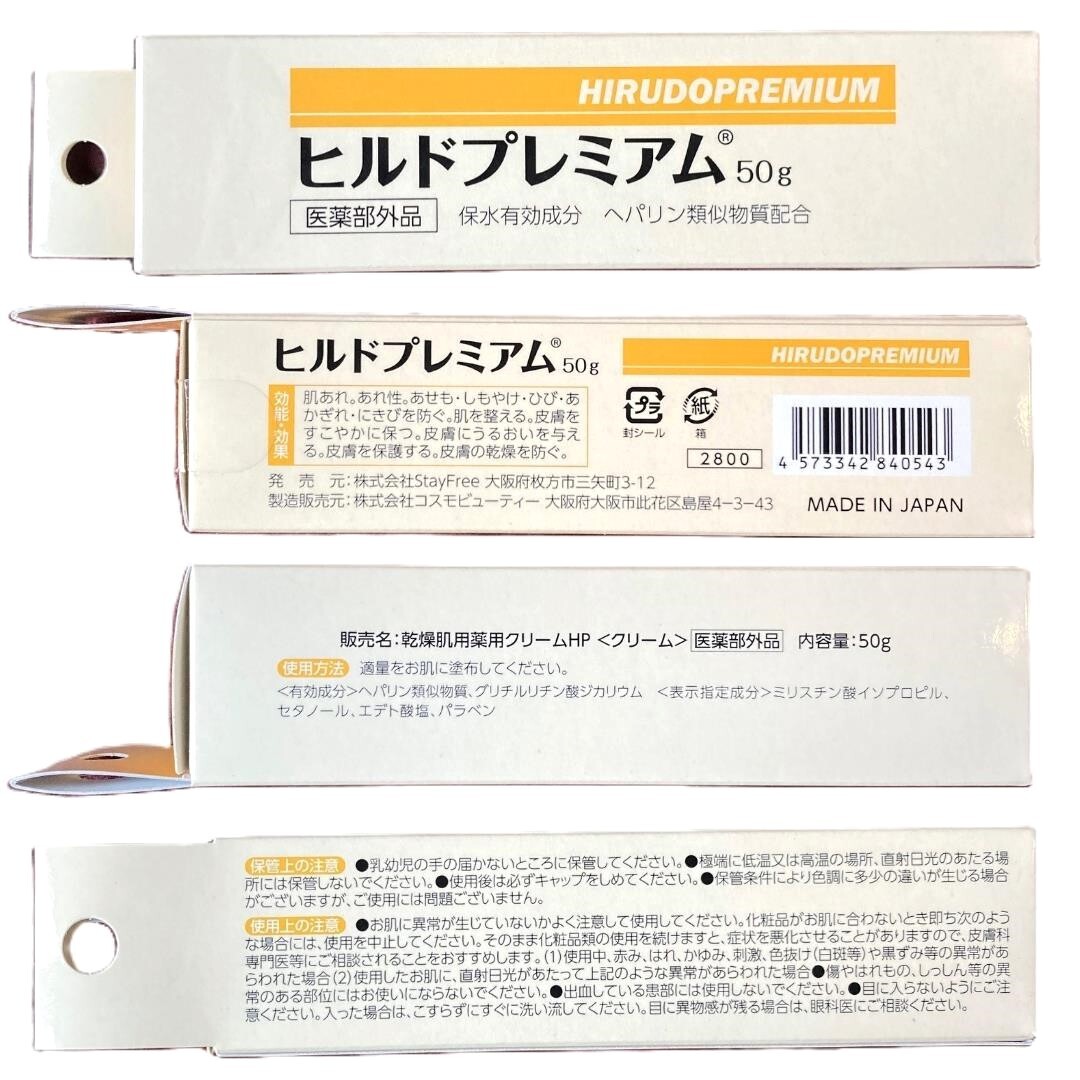 HIRUDOPREMIUM
ヒルドプレミアム® 50g
医薬部外品 保水有効成分 ヘパリン類似物質配合
ヒルドプレミアム® 50g
HIRUDOPREMIUM
効能・効果
肌あれ。あれ性。あせも・しもやけ・ひび・あ
かぎれ・にきびを防ぐ。肌を整える。皮膚を
すこやかに保つ。皮膚にうるおいを与え
る。皮膚を保護する。皮膚の乾燥を防ぐ。
プラ
封シール
紙
箱
2800
4 573342 840543
発 売 元:株式会社StayFree 大阪府枚方市三矢町3-12
製造販売元:株式会社コスモビューティー 大阪府大阪市此花区島屋4-3-43
MADE IN JAPAN
販売名:乾燥肌用薬用クリームHP <クリーム> 医薬部外品 内容量:50g
使用方法 適量をお肌に塗布してください。
<有効成分>ヘパリン類似物質、グリチルリチン酸ジカリウム <表示指定成分>ミリスチン酸イソプロピル、
セタノール、エデト酸塩、パラベン
保管上の注意 ●乳幼児の手の届かないところに保管してください。●極端に低温又は高温の場所、直射日光のあたる場
所には保管しないでください。●使用後は必ずキャップをしめてください。●保管条件により色調に多少の違いが生じる場合
がございますが、ご使用には問題ございません。
使用上の注意 ●お肌に異常が生じていないかよく注意して使用してください。化粧品がお肌に合わないとき即ち次のよう
な場合には、使用を中止してください。そのまま化粧品類の使用を続けますと、症状を悪化させることがありますので、皮膚科
専門医等にご相談されることをおすすめします。(1)使用中、赤み、はれ、かゆみ、刺激、色抜け(白斑等)や黒ずみ等の異常があ
らわれた場合(2)使用したお肌に、直射日光があたって上記のような異常があらわれた場合●傷やはれもの、しっしん等の異
常のある部位にはお使いにならないでください。●出血している患部には使用しないでください。●目に入らないようにご注
意ください。入った場合は、こすらずにすぐに洗い流してください。目に異物感が残る場合は、眼科医にご相談ください。